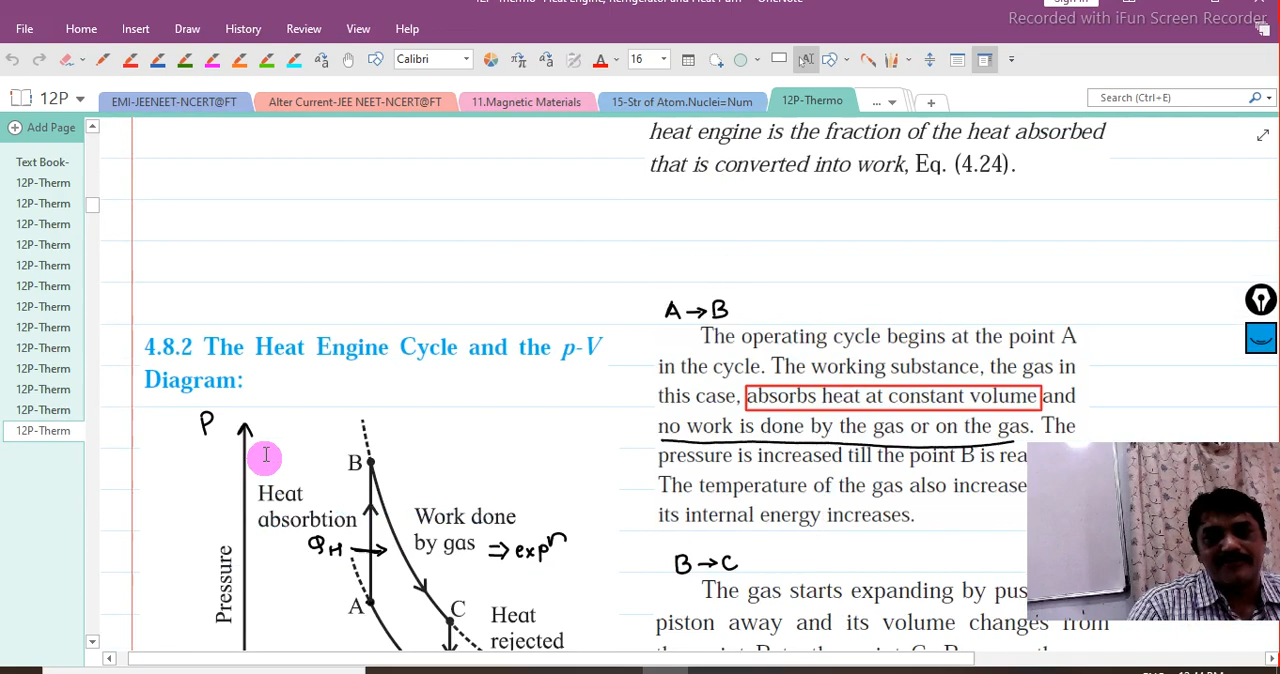 Recorded with iFun Screen Recorder
File Home Insert Draw History Review View Help
Calibri 16
12P EMI-JEENEET-NCERT@FT Alter Current-JEE NEET-NCERT@FT 11.Magnetic Materials 15-Str of Atom.Nuclei=Num 12P-Thermo ... Search (Ctrl+E)
Add Page
Text Book-
12P-Therm
12P-Therm
12P-Therm
12P-Therm
12P-Therm
12P-Therm
12P-Therm
12P-Therm
12P-Therm
12P-Therm
12P-Therm
12P-Therm
12P-Therm
heat engine is the fraction of the heat absorbed
that is converted into work, Eq. (4.24).
4.8.2 The Heat Engine Cycle and the p-V
Diagram:
P
B
Heat
absorbtion
Work done
by gas ⇒ expⁿ
QH
Pressure
A
C
Heat
rejected
A→B
The operating cycle begins at the point A
in the cycle. The working substance, the gas in
this case, absorbs heat at constant volume and
no work is done by the gas or on the gas. The
pressure is increased till the point B is
The temperature of the gas also
its internal energy increases.
B→C
The gas starts expanding by
piston away and its volume changes from